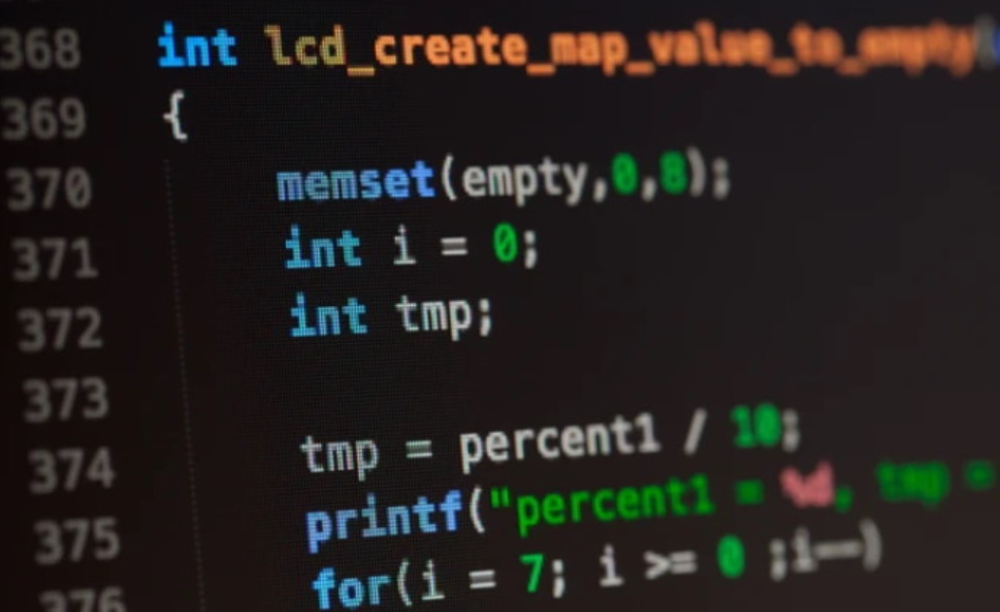 368 int lcd_create_map_value_to_empty(
369 {
370 memset(empty,0,8);
371 int i = 0;
372 int tmp;
373
374 tmp = percent1 / 10;
375 printf("percent1 = %d, tmp =
376 for(i = 7; i >= 0 ;i--)